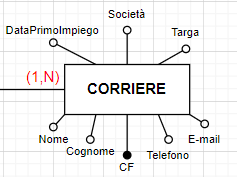 Società
DataPrimoImpiego
Targa
(1,N)
CORRIERE
Nome
Cognome
CF
Telefono
E-mail